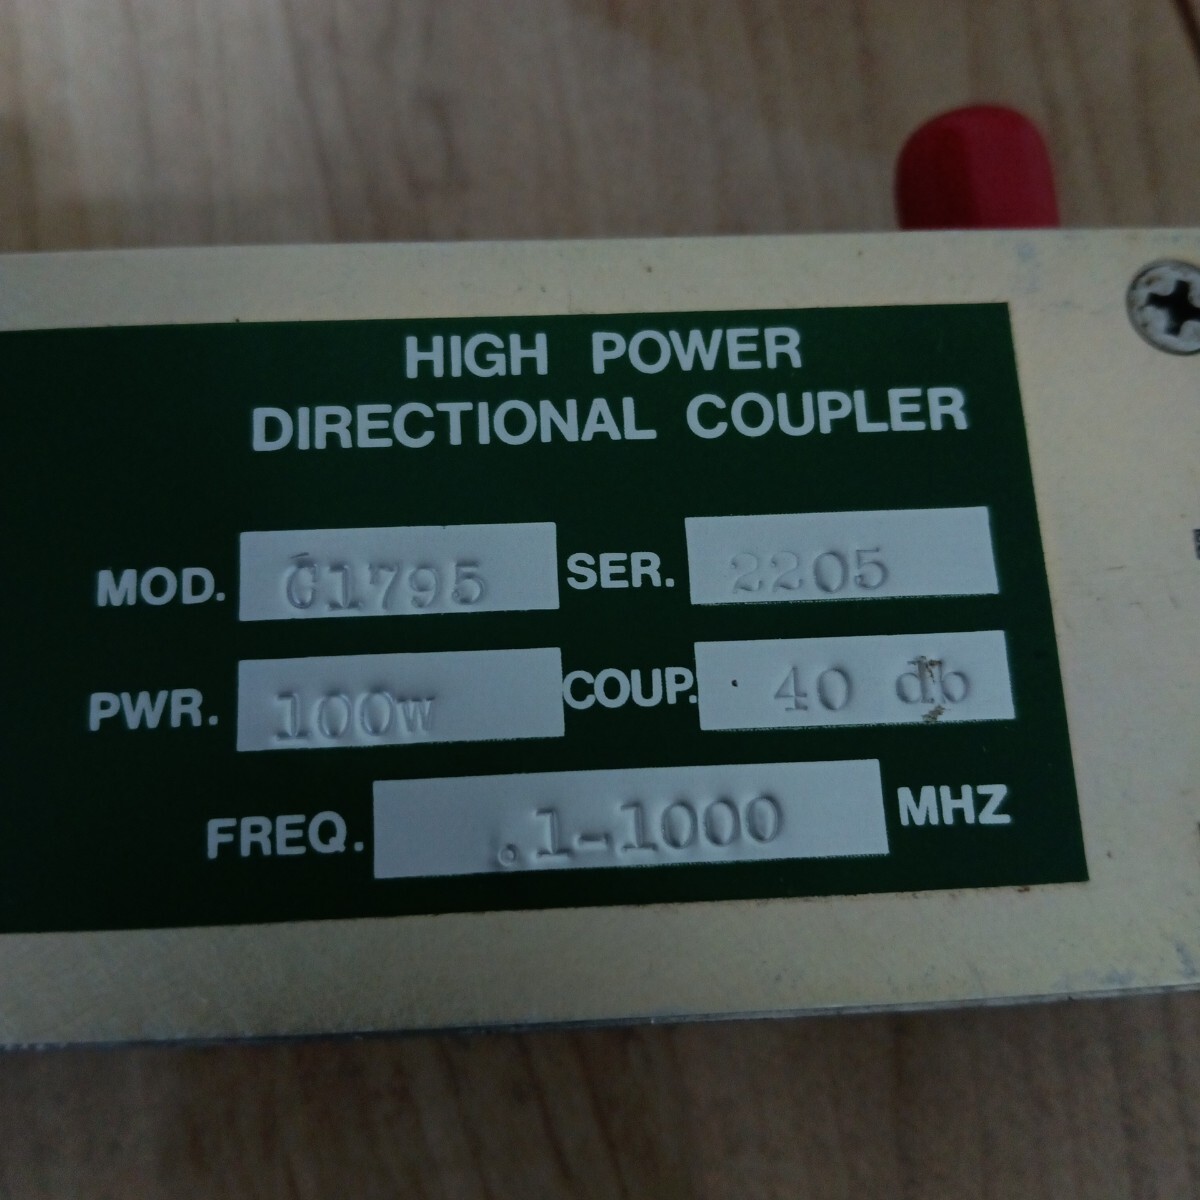 HIGH POWER
DIRECTIONAL COUPLER
MOD. C1795 SER. 2205
PWR. 100w COUP. 40 db
FREQ. .1-1000 MHZ